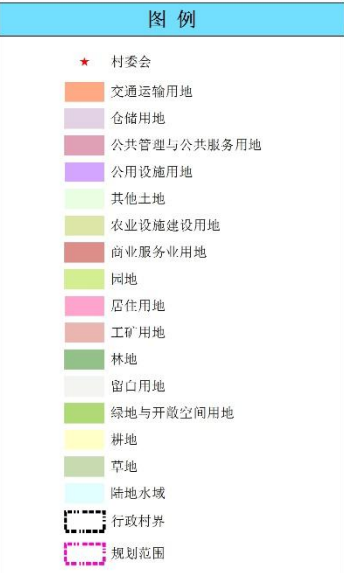 图 例
村委会
交通运输用地
仓储用地
公共管理与公共服务用地
公用设施用地
其他土地
农业设施建设用地
商业服务业用地
园地
居住用地
工矿用地
林地
留白用地
绿地与开敞空间用地
耕地
草地
陆地水域
行政村界
规划范围